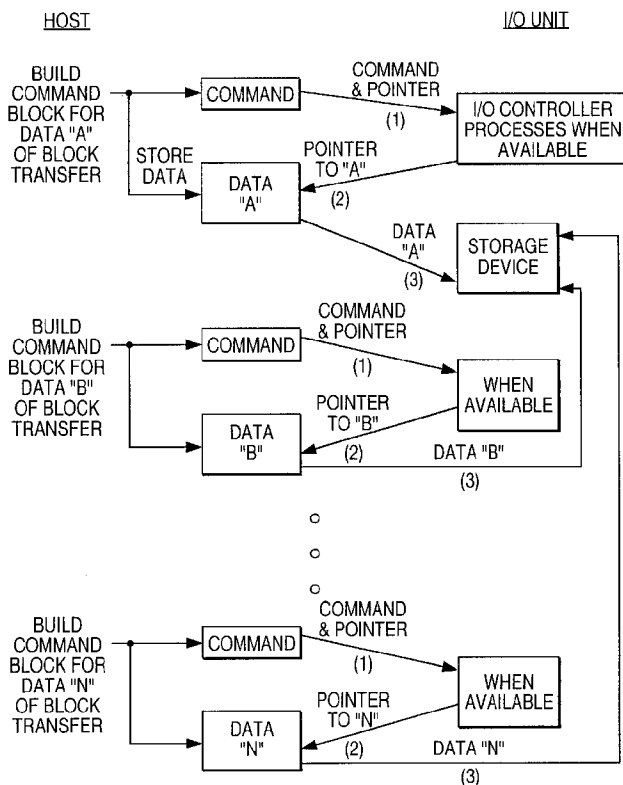 HOST
I/O UNIT
BUILD
COMMAND
BLOCK FOR
DATA "A"
OF BLOCK
TRANSFER
COMMAND
COMMAND
& POINTER
(1)
I/O CONTROLLER
PROCESSES WHEN
AVAILABLE
STORE
DATA
DATA
"A"
POINTER
TO "A"
(2)
DATA
"A"
(3)
STORAGE
DEVICE
BUILD
COMMAND
BLOCK FOR
DATA "B"
OF BLOCK
TRANSFER
COMMAND
COMMAND
& POINTER
(1)
WHEN
AVAILABLE
DATA
"B"
POINTER
TO "B"
(2)
DATA "B"
(3)
BUILD
COMMAND
BLOCK FOR
DATA "N"
OF BLOCK
TRANSFER
COMMAND
COMMAND
& POINTER
(1)
WHEN
AVAILABLE
DATA
"N"
POINTER
TO "N"
(2)
DATA "N"
(3)